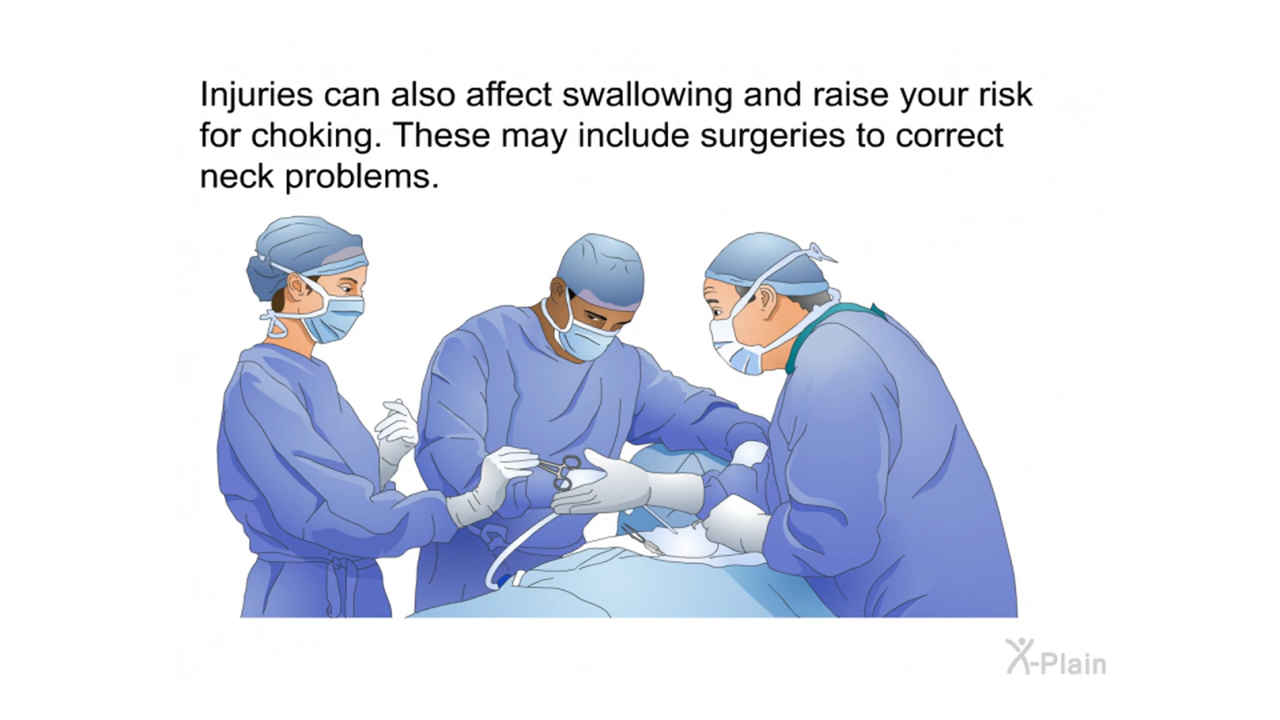 Injuries can also affect swallowing and raise your risk
for choking. These may include surgeries to correct
neck problems.
X-Plain